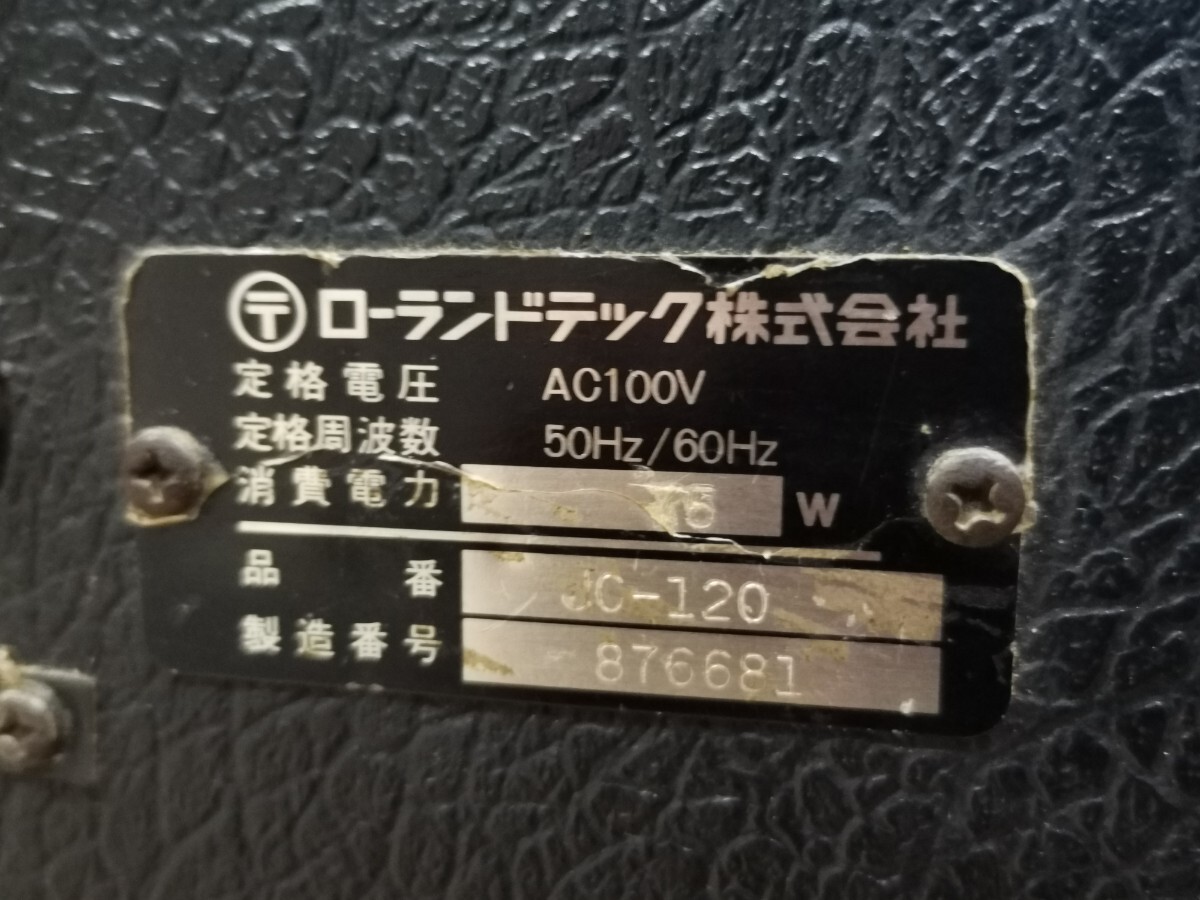 〒 ローランドテック株式会社
定格電圧 AC100V
定格周波数 50Hz/60Hz
消費電力 W
品番 JC-120
製造番号 876681